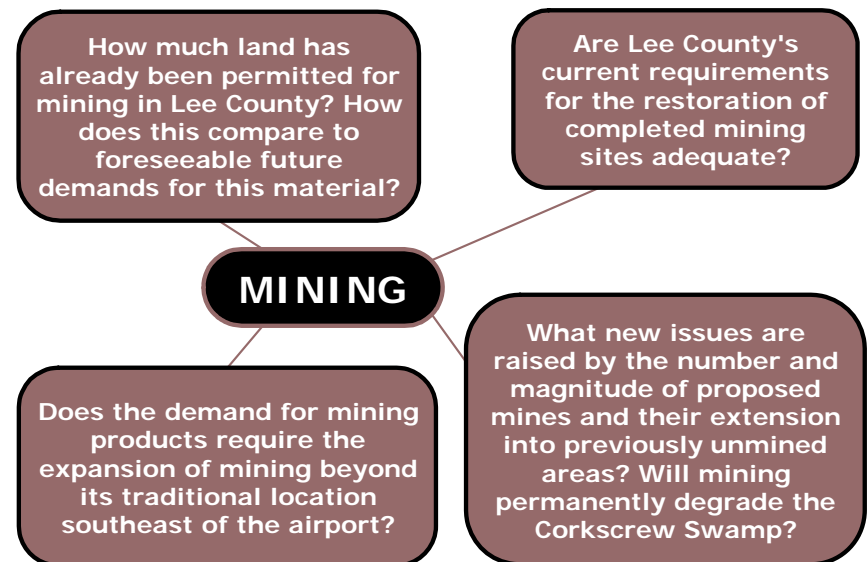 How much land has
already been permitted for
mining in Lee County? How
does this compare to
foreseeable future
demands for this material?
Are Lee County's
current requirements
for the restoration of
completed mining
sites adequate?
MINING
Does the demand for mining
products require the
expansion of mining beyond
its traditional location
southeast of the airport?
What new issues are
raised by the number and
magnitude of proposed
mines and their extension
into previously unmined
areas? Will mining
permanently degrade the
Corkscrew Swamp?